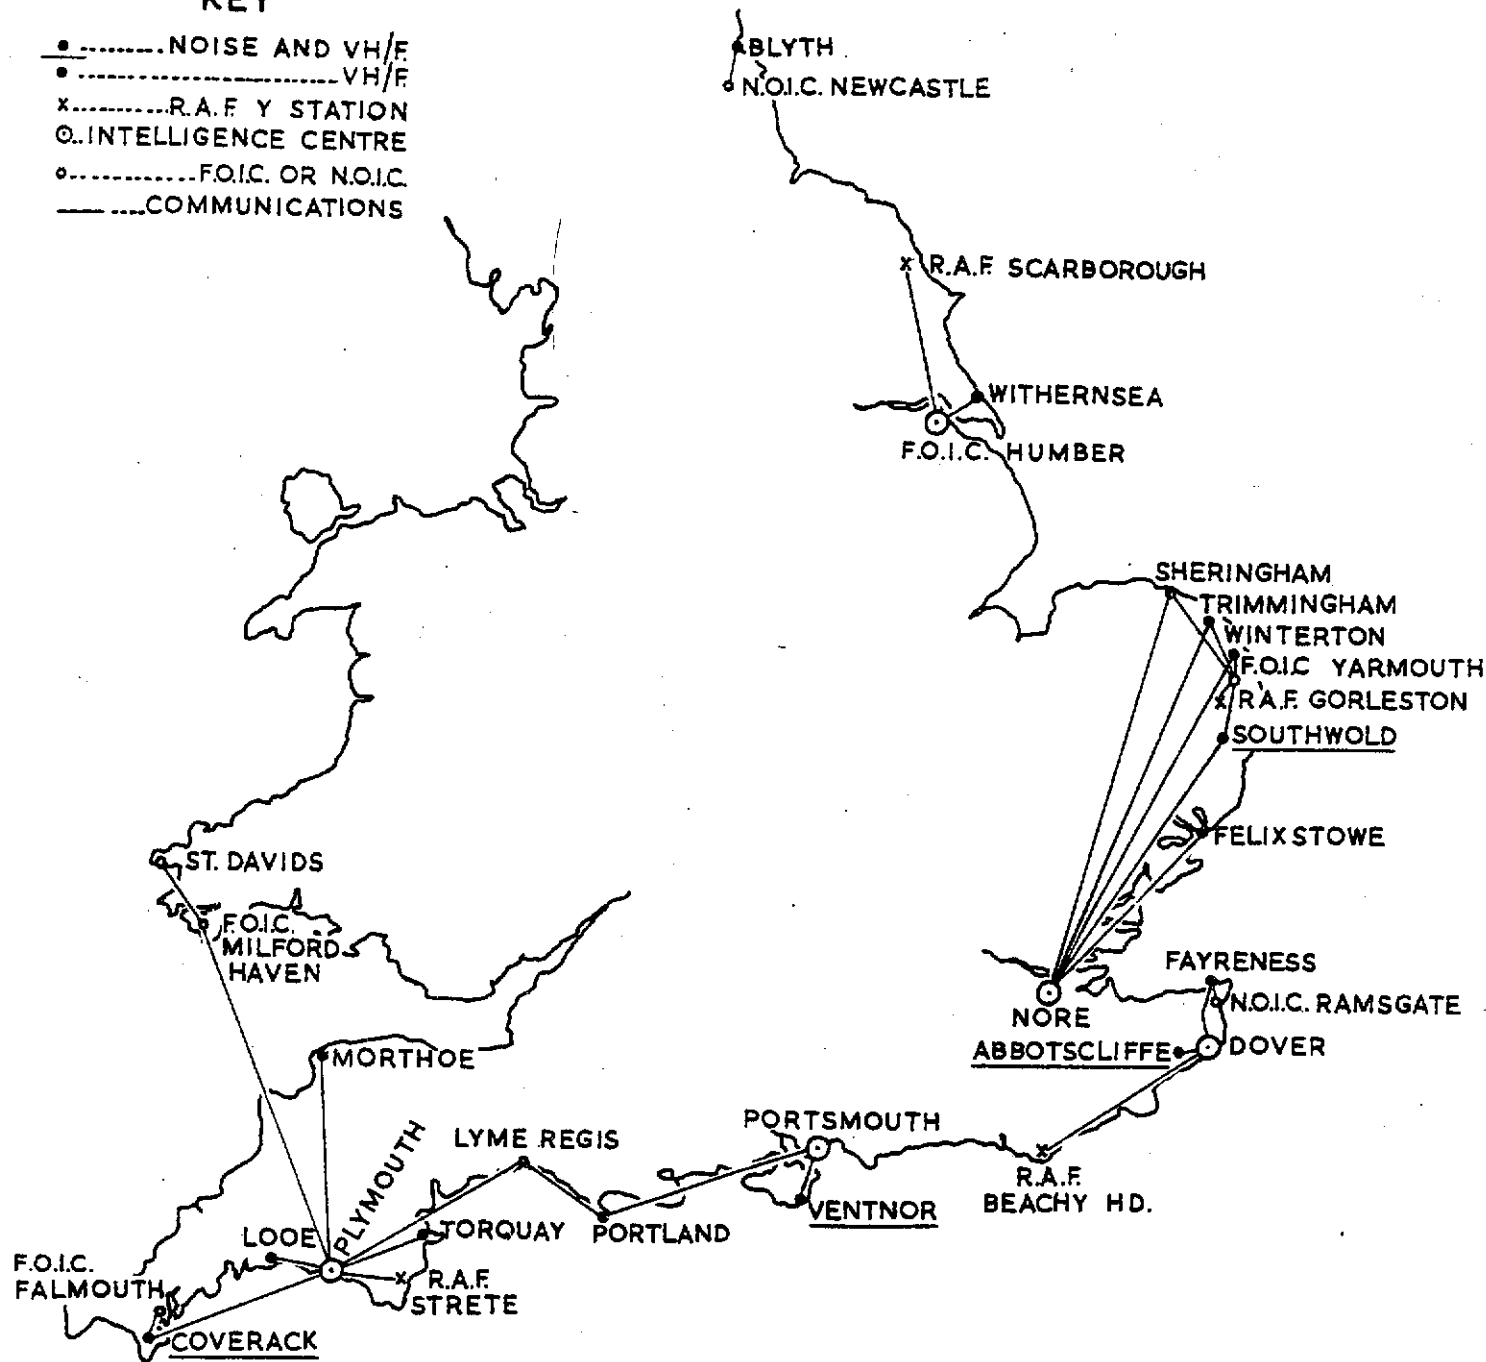 KEY
.........NOISE AND VH/F.
.........................VH/F.
x..........R.A.F. Y STATION
⊙..INTELLIGENCE CENTRE
o............F.O.I.C. OR N.O.I.C.
—— ....COMMUNICATIONS
BLYTH
N.O.I.C. NEWCASTLE
R.A.F. SCARBOROUGH
WITHERNSEA
F.O.I.C. HUMBER
SHERINGHAM
TRIMMINGHAM
WINTERTON
F.O.I.C YARMOUTH
R.A.F. GORLESTON
SOUTHWOLD
FELIXSTOWE
ST. DAVIDS
F.O.I.C.
MILFORD
HAVEN
FAYRENESS
N.O.I.C. RAMSGATE
NORE
ABBOTSCLIFFE
DOVER
MORTHOE
PORTSMOUTH
LYME REGIS
PLYMOUTH
R.A.F.
BEACHY HD.
VENTNOR
PORTLAND
TORQUAY
LOOE
F.O.I.C.
FALMOUTH
R.A.F.
STRETE
COVERACK